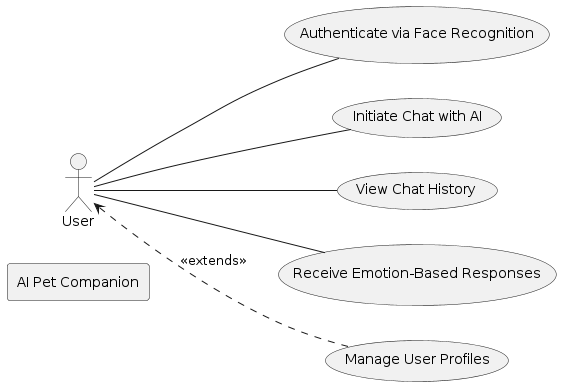 Authenticate via Face Recognition
Initiate Chat with AI
View Chat History
User
«extends»
Receive Emotion-Based Responses
AI Pet Companion
Manage User Profiles